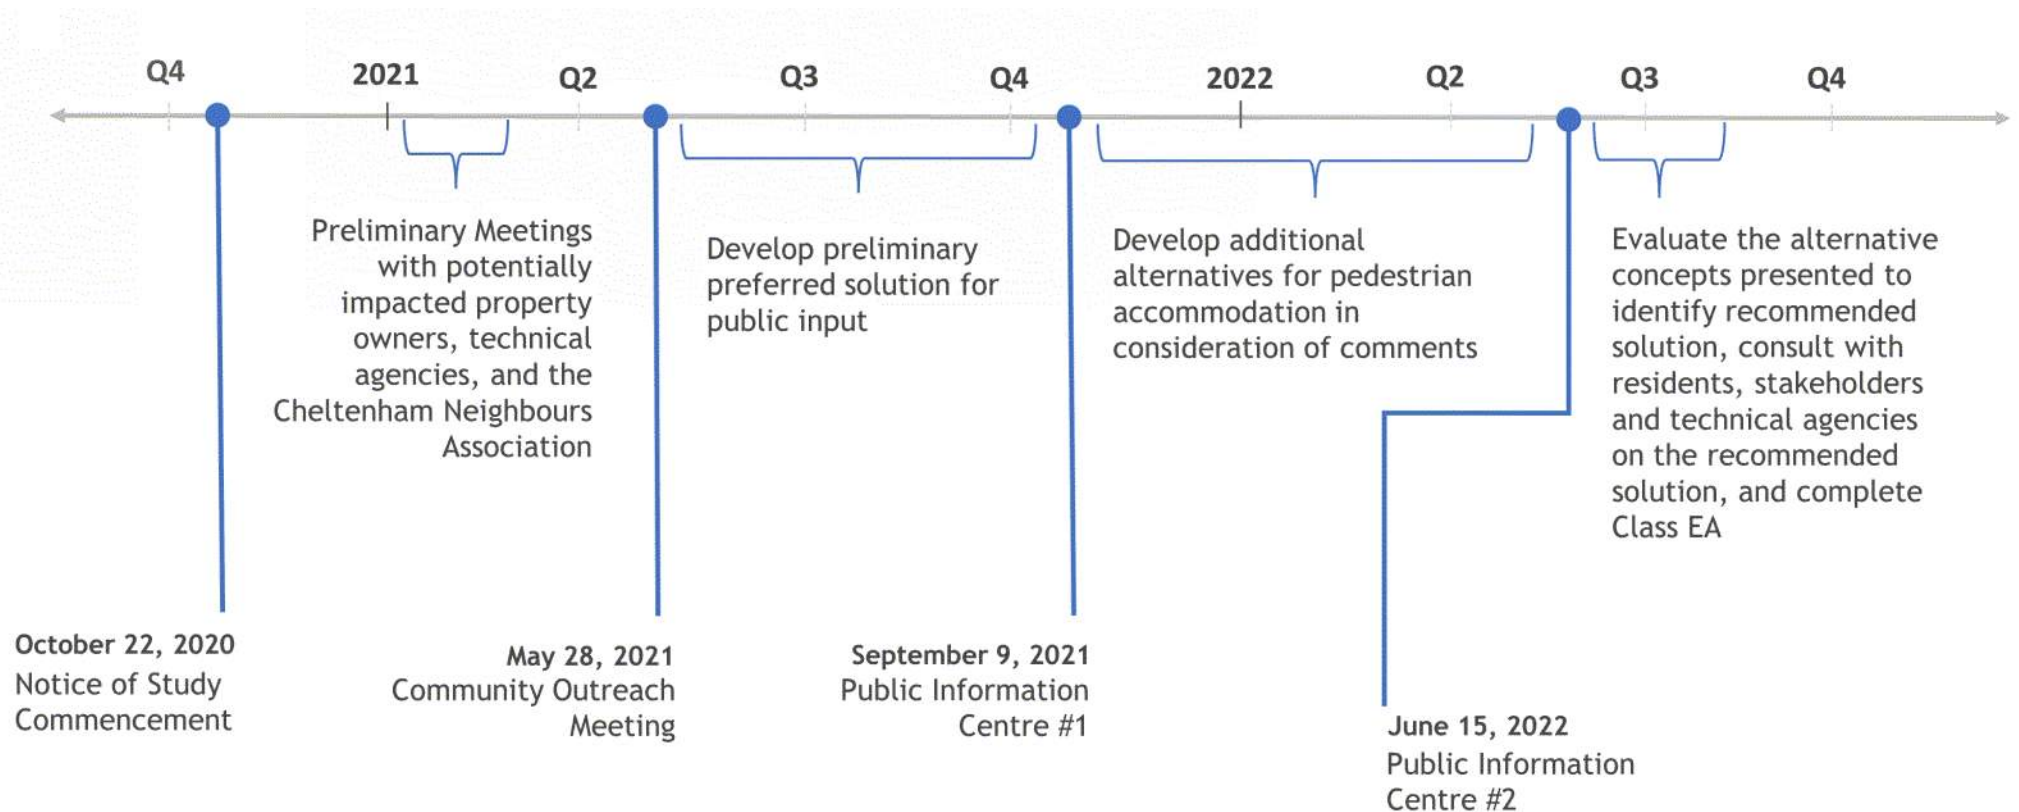 Q4
2021
Q2
Q3
Q4
2022
Q2
Q3
Q4
Preliminary Meetings
with potentially
impacted property
owners, technical
agencies, and the
Cheltenham Neighbours
Association
Develop preliminary
preferred solution for
public input
Develop additional
alternatives for pedestrian
accommodation in
consideration of comments
Evaluate the alternative
concepts presented to
identify recommended
solution, consult with
residents, stakeholders
and technical agencies
on the recommended
solution, and complete
Class EA
October 22, 2020
Notice of Study
Commencement
May 28, 2021
Community Outreach
Meeting
September 9, 2021
Public Information
Centre #1
June 15, 2022
Public Information
Centre #2